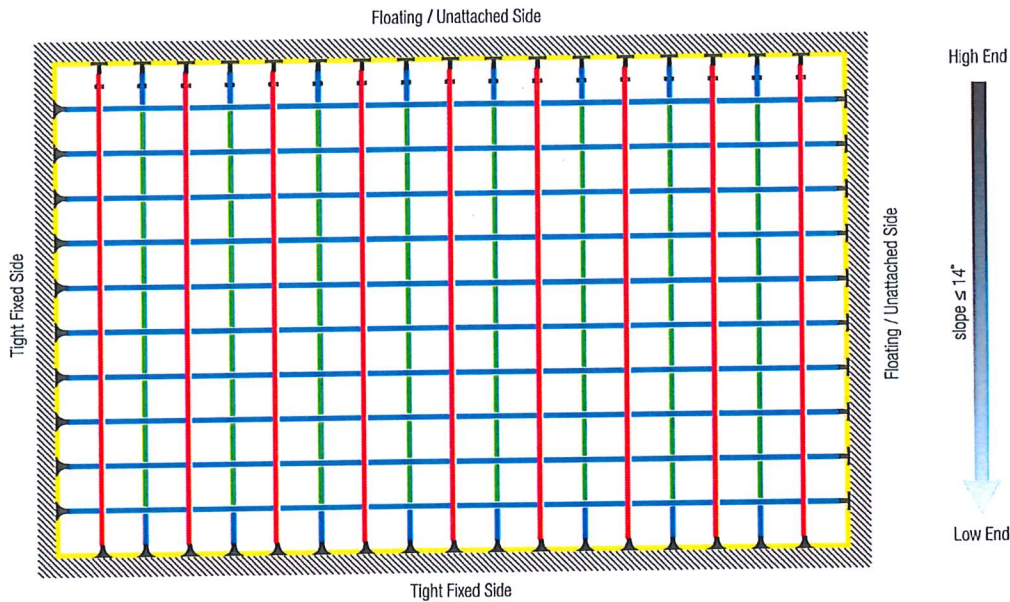 Floating / Unattached Side
High End
Tight Fixed Side
Floating / Unattached Side
slope ≤ 14°
Low End
Tight Fixed Side